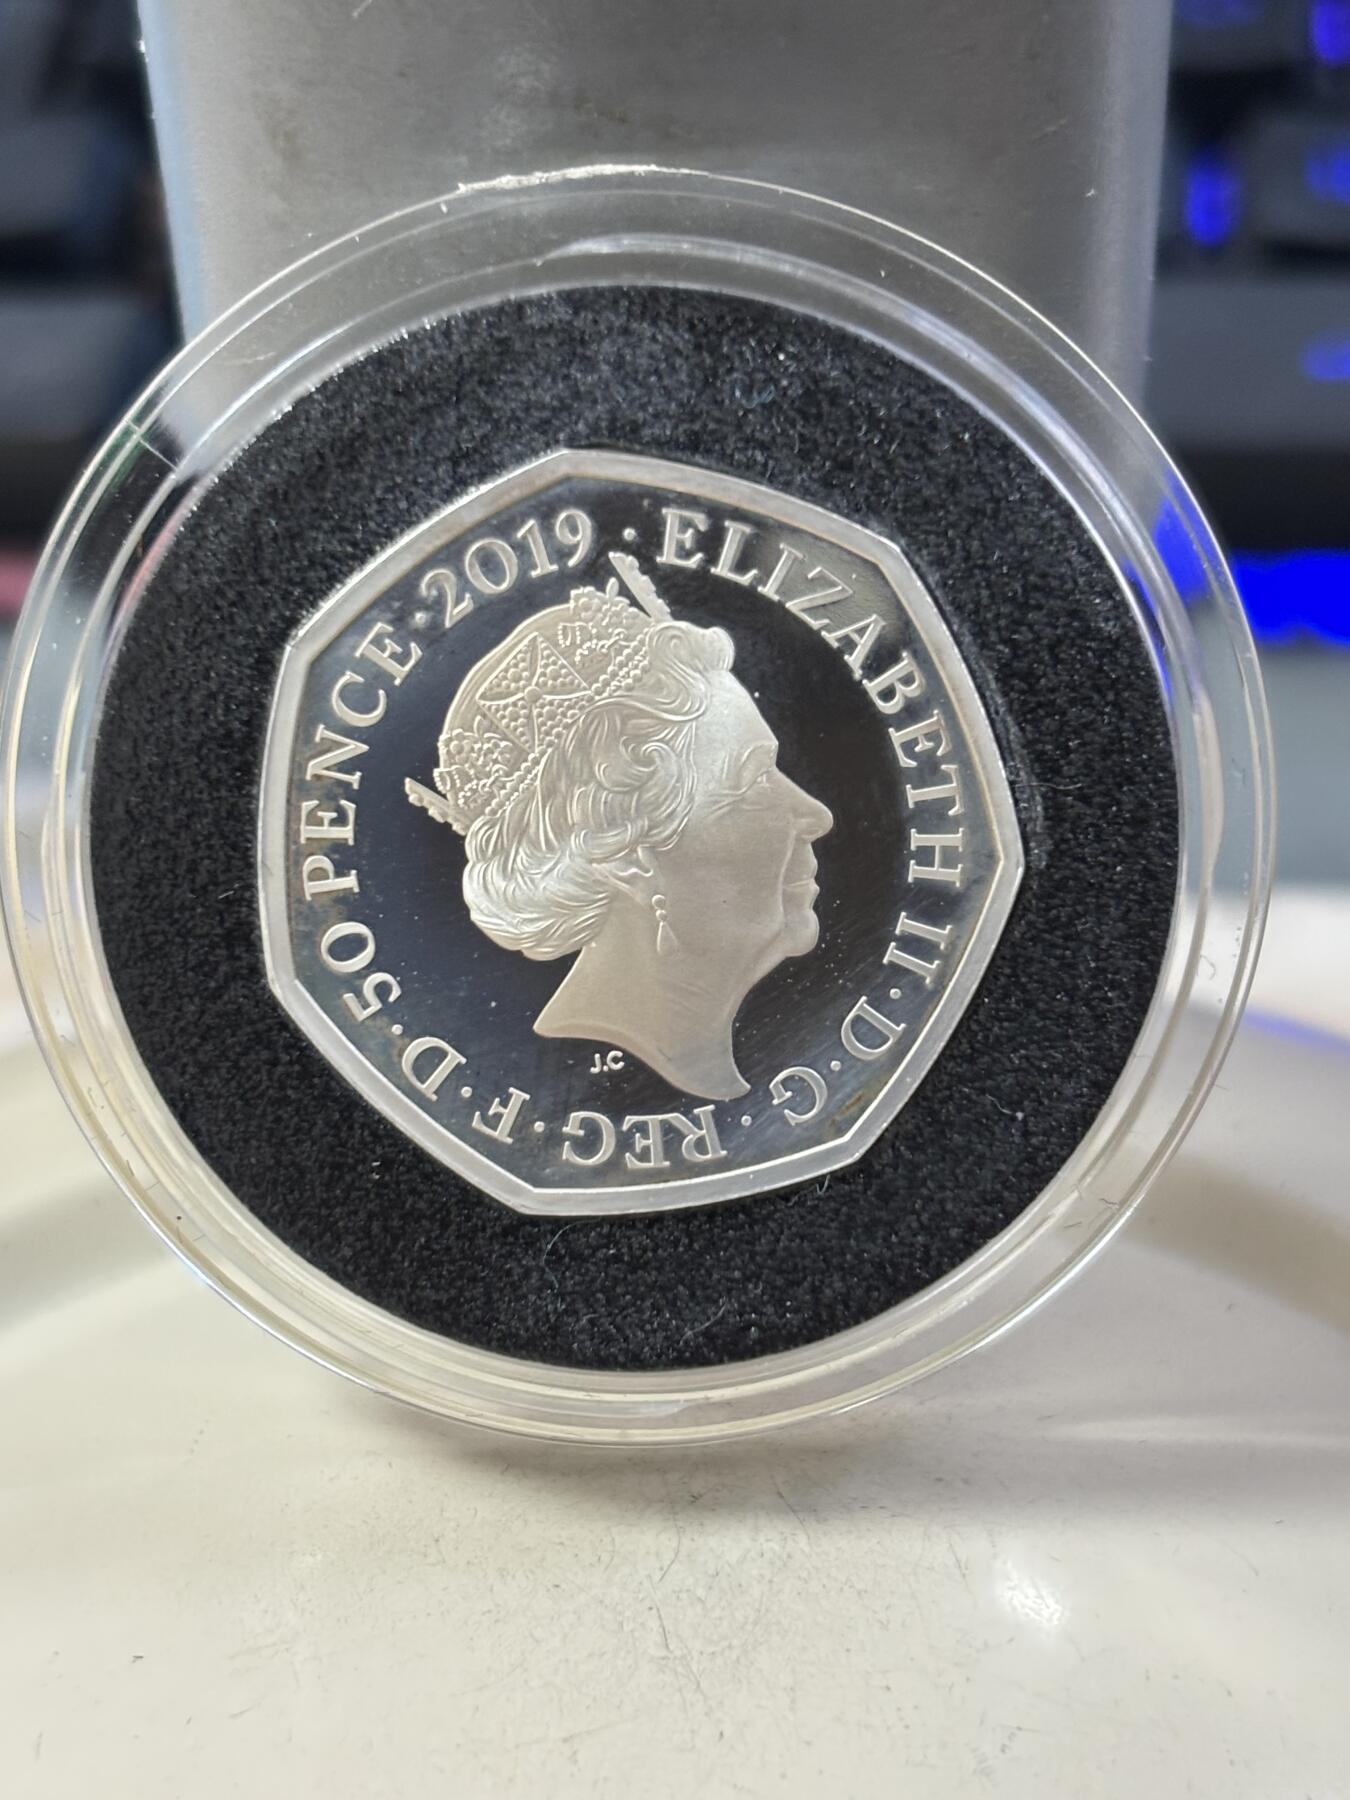 ELIZABETH II · D · G · REG · F · D · 50 PENCE · 2019 ·
J.C